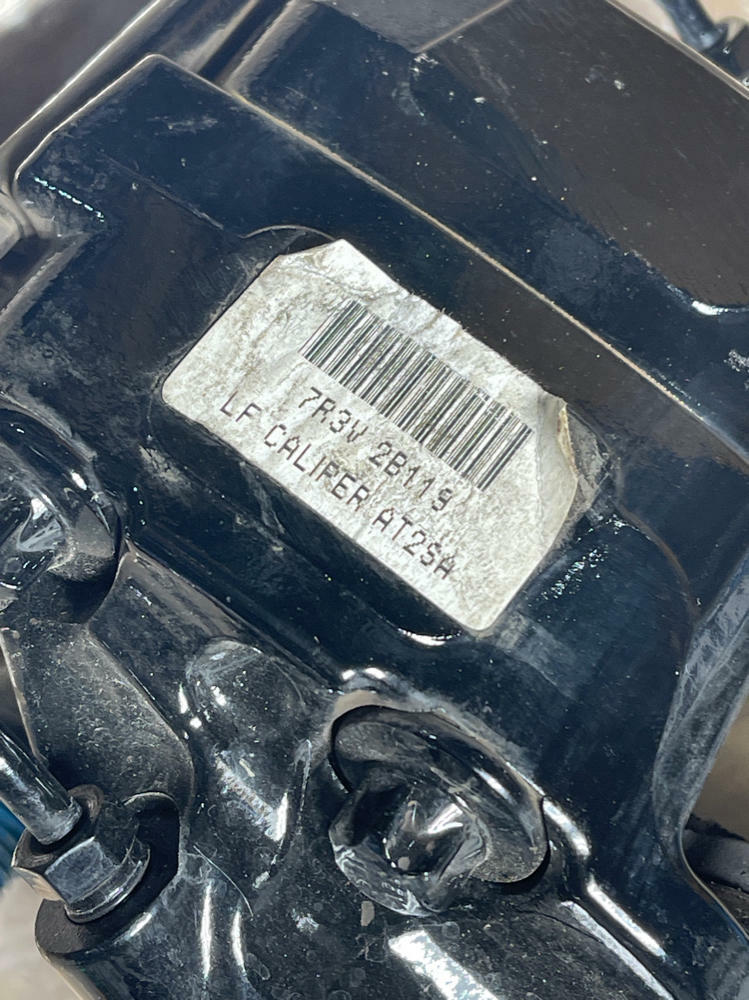 7R3V 2B119
LF CALIPER AT2SA